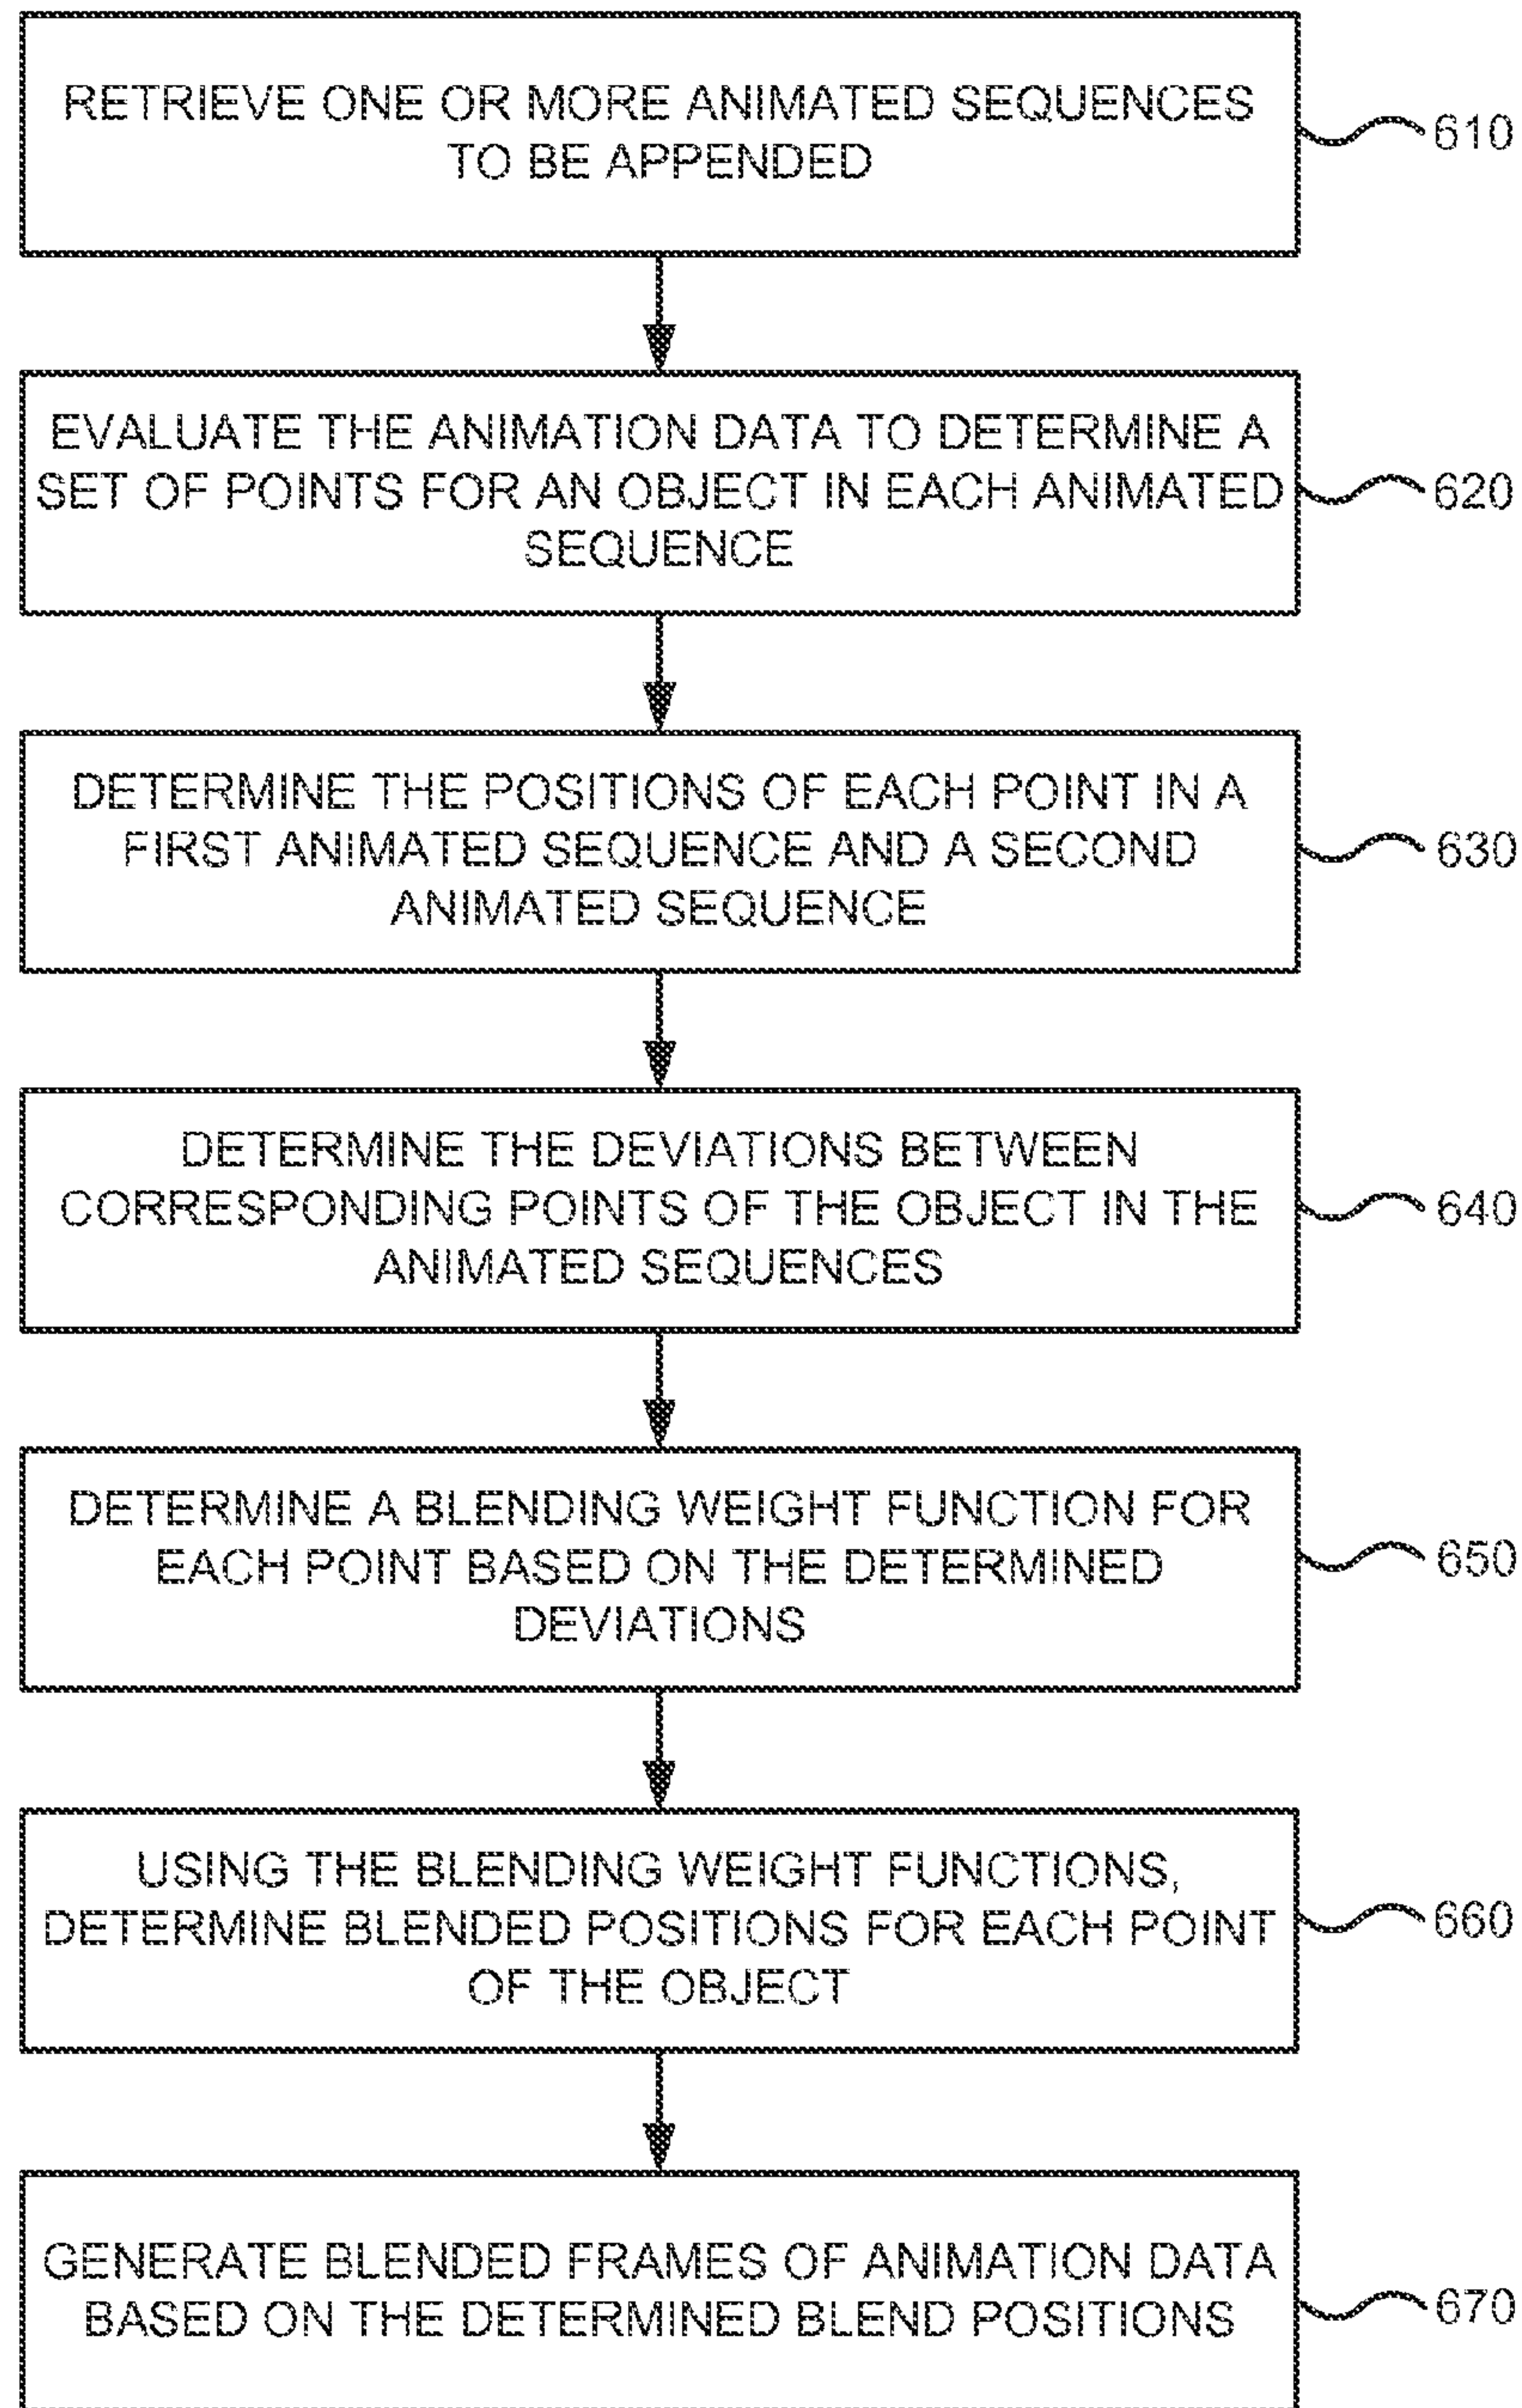 RETRIEVE ONE OR MORE ANIMATED SEQUENCES
TO BE APPENDED
610
EVALUATE THE ANIMATION DATA TO DETERMINE A
SET OF POINTS FOR AN OBJECT IN EACH ANIMATED
SEQUENCE
620
DETERMINE THE POSITIONS OF EACH POINT IN A
FIRST ANIMATED SEQUENCE AND A SECOND
ANIMATED SEQUENCE
630
DETERMINE THE DEVIATIONS BETWEEN
CORRESPONDING POINTS OF THE OBJECT IN THE
ANIMATED SEQUENCES
640
DETERMINE A BLENDING WEIGHT FUNCTION FOR
EACH POINT BASED ON THE DETERMINED
DEVIATIONS
650
USING THE BLENDING WEIGHT FUNCTIONS,
DETERMINE BLENDED POSITIONS FOR EACH POINT
OF THE OBJECT
660
GENERATE BLENDED FRAMES OF ANIMATION DATA
BASED ON THE DETERMINED BLEND POSITIONS
670